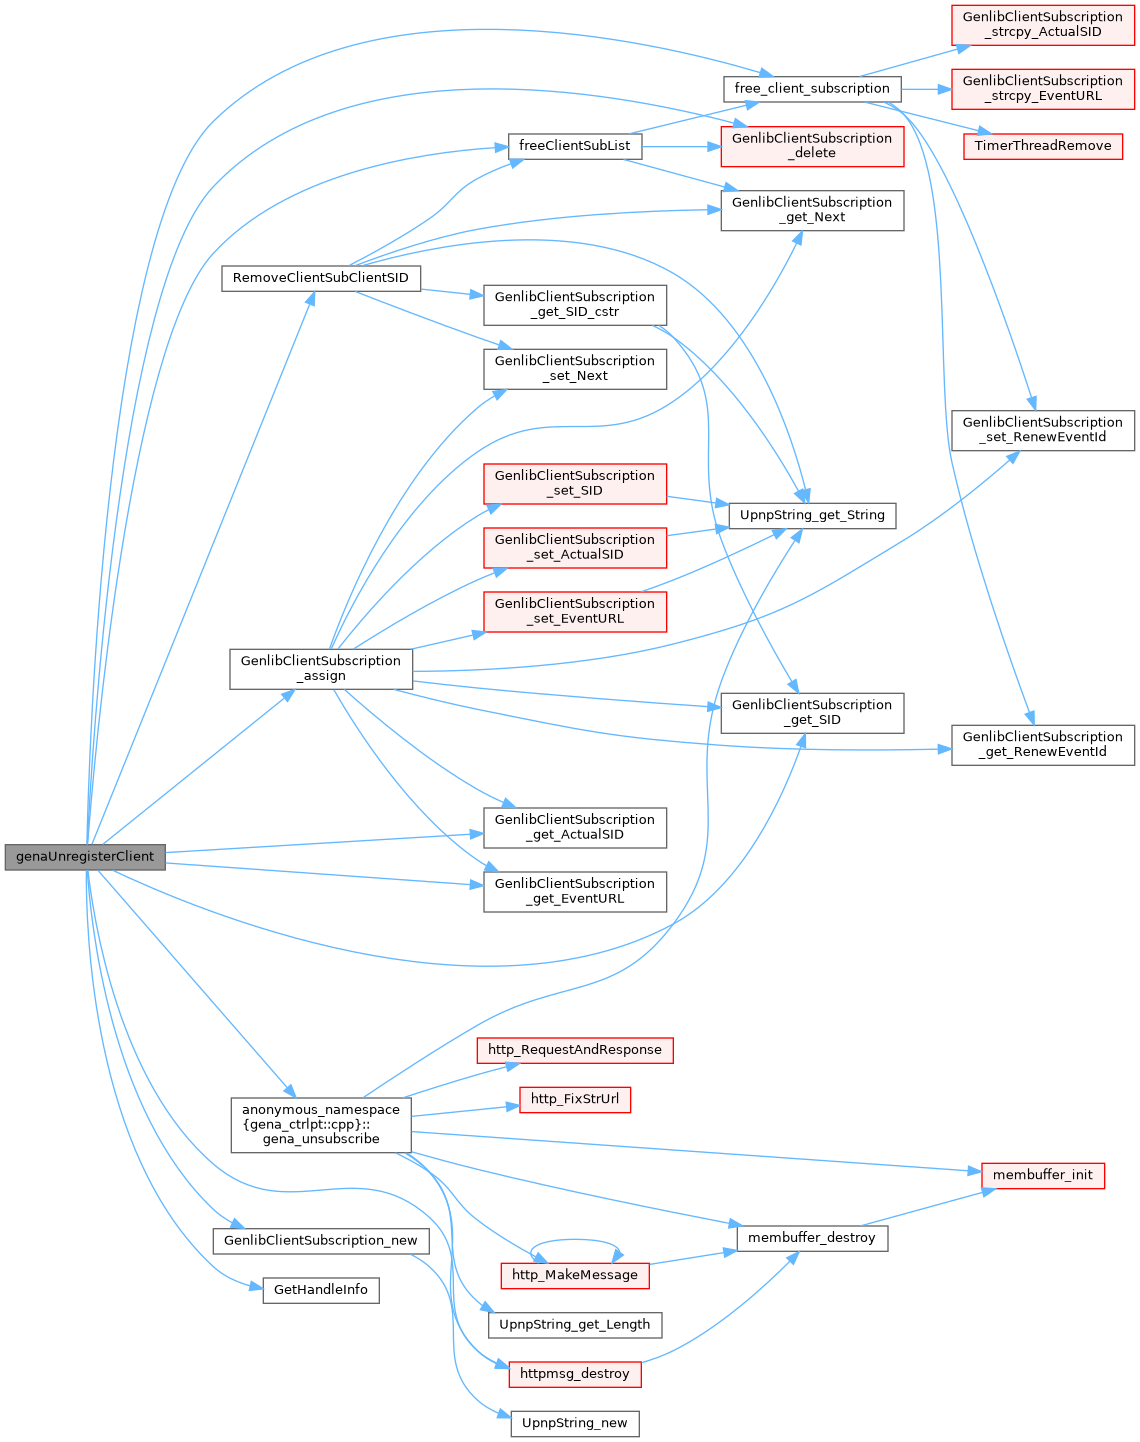 GenlibClientSubscription
_strcpy_ActualSID
free_client_subscription
GenlibClientSubscription
_strcpy_EventURL
freeClientSubList
GenlibClientSubscription
_delete
TimerThreadRemove
GenlibClientSubscription
_get_Next
RemoveClientSubClientSID
GenlibClientSubscription
_get_SID_cstr
GenlibClientSubscription
_set_Next
GenlibClientSubscription
_set_RenewEventId
GenlibClientSubscription
_set_SID
UpnpString_get_String
GenlibClientSubscription
_set_ActualSID
GenlibClientSubscription
_set_EventURL
GenlibClientSubscription
_assign
GenlibClientSubscription
_get_SID
GenlibClientSubscription
_get_RenewEventId
GenlibClientSubscription
_get_ActualSID
genaUnregisterClient
GenlibClientSubscription
_get_EventURL
http_RequestAndResponse
http_FixStrUrl
anonymous_namespace
{gena_ctrlpt::cpp}::
gena_unsubscribe
membuffer_init
GenlibClientSubscription_new
membuffer_destroy
http_MakeMessage
GetHandleInfo
UpnpString_get_Length
httpmsg_destroy
UpnpString_new